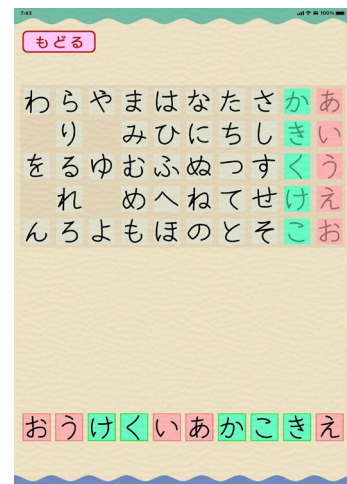 7:43 100%
もどる
わらやまはなたさかあ
り みひにちしきい
をるゆむふぬつすくう
れ めへねてせけえ
んろよもほのとそこお
おうけくいあかこきえ